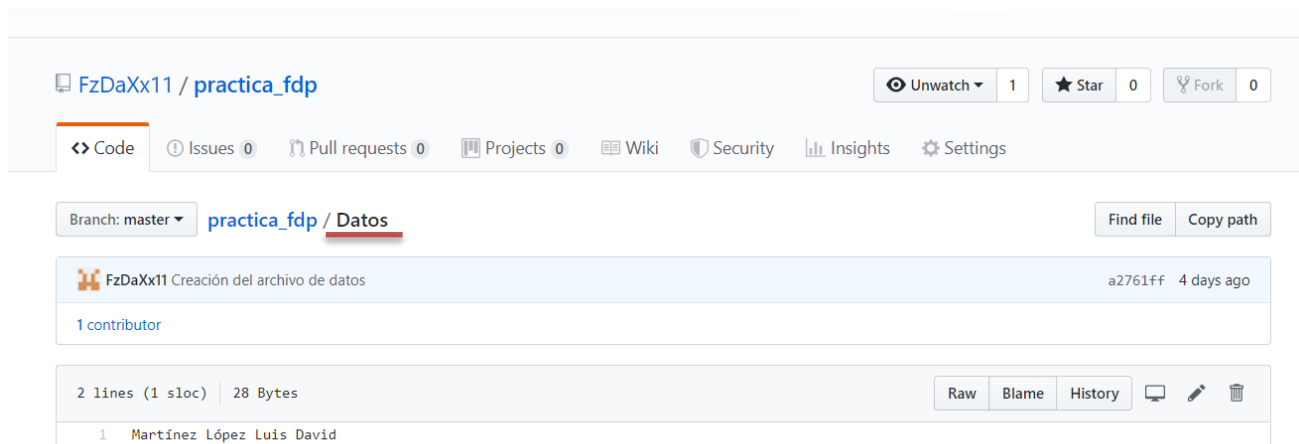 FzDaXx11 / practica_fdp Unwatch 1 Star 0 Fork 0
Code Issues 0 Pull requests 0 Projects 0 Wiki Security Insights Settings
Branch: master practica_fdp / Datos Find file Copy path
FzDaXx11 Creación del archivo de datos a2761ff 4 days ago
1 contributor
2 lines (1 sloc) 28 Bytes Raw Blame History
1 Martínez López Luis David